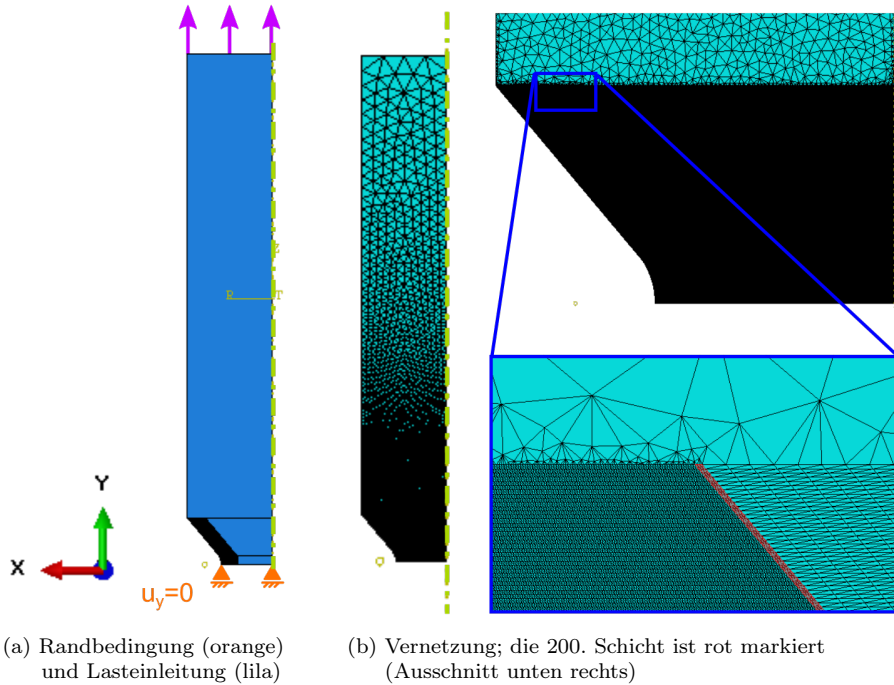 R
T
Z
Y
X
u_y=0
(a) Randbedingung (orange)
und Lasteinleitung (lila)
(b) Vernetzung; die 200. Schicht ist rot markiert
(Ausschnitt unten rechts)